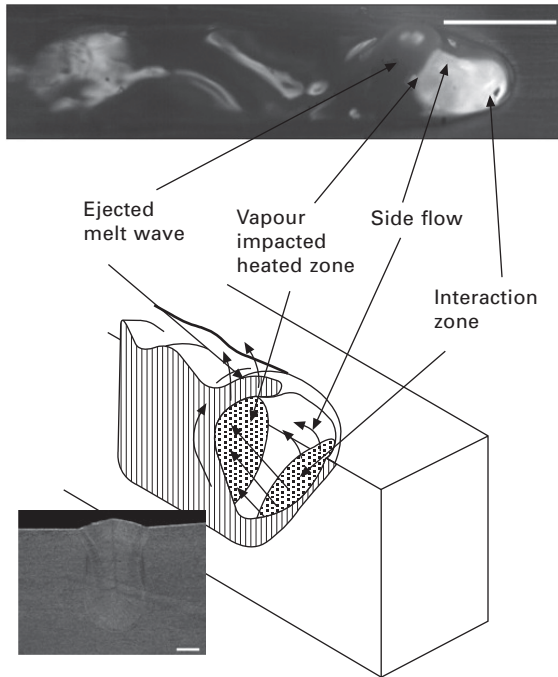 Ejected
melt wave
Vapour
impacted
heated zone
Side flow
Interaction
zone